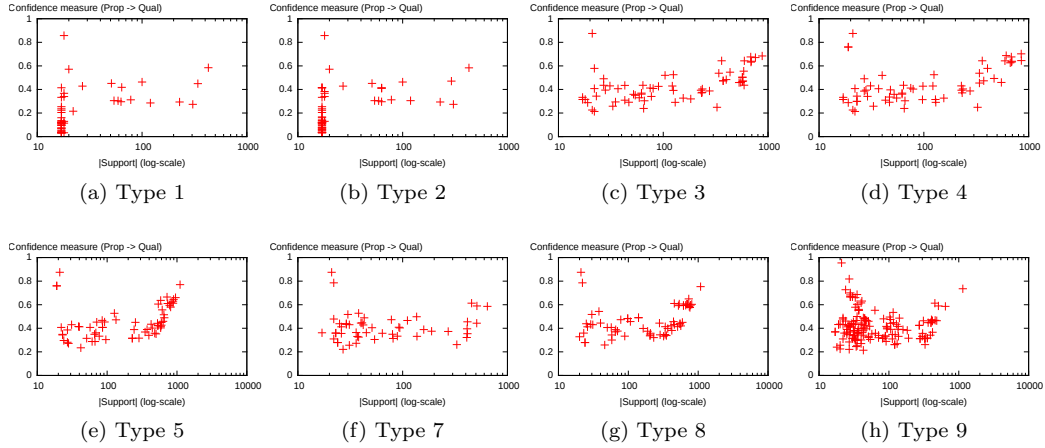 Confidence measure (Prop -> Qual)
1
0.8
0.6
0.4
0.2
0
10 100 1000
|Support| (log-scale)
(a) Type 1
Confidence measure (Prop -> Qual)
1
0.8
0.6
0.4
0.2
0
10 100 1000
|Support| (log-scale)
(b) Type 2
Confidence measure (Prop -> Qual)
1
0.8
0.6
0.4
0.2
0
10 100 1000
|Support| (log-scale)
(c) Type 3
Confidence measure (Prop -> Qual)
1
0.8
0.6
0.4
0.2
0
10 100 1000
|Support| (log-scale)
(d) Type 4
Confidence measure (Prop -> Qual)
1
0.8
0.6
0.4
0.2
0
10 100 1000 10000
|Support| (log-scale)
(e) Type 5
Confidence measure (Prop -> Qual)
1
0.8
0.6
0.4
0.2
0
10 100 1000
|Support| (log-scale)
(f) Type 7
Confidence measure (Prop -> Qual)
1
0.8
0.6
0.4
0.2
0
10 100 1000 10000
|Support| (log-scale)
(g) Type 8
Confidence measure (Prop -> Qual)
1
0.8
0.6
0.4
0.2
0
10 100 1000 10000
|Support| (log-scale)
(h) Type 9